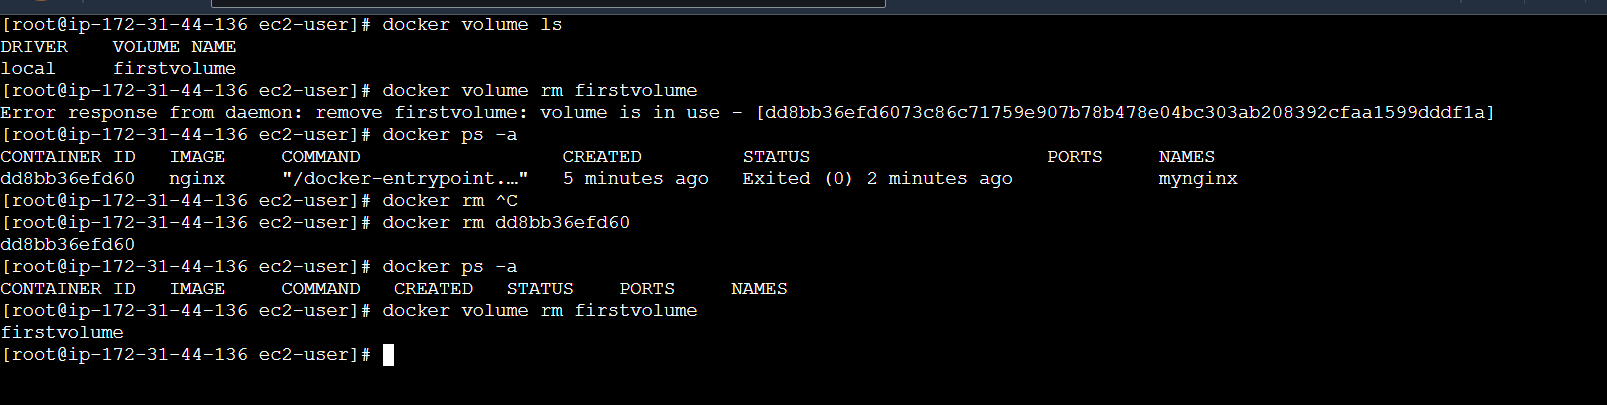 [root@ip-172-31-44-136 ec2-user]# docker volume ls
DRIVER    VOLUME NAME
local     firstvolume
[root@ip-172-31-44-136 ec2-user]# docker volume rm firstvolume
Error response from daemon: remove firstvolume: volume is in use - [dd8bb36efd6073c86c71759e907b78b478e04bc303ab208392cfaa1599dddf1a]
[root@ip-172-31-44-136 ec2-user]# docker ps -a
CONTAINER ID   IMAGE     COMMAND                  CREATED         STATUS                     PORTS     NAMES
dd8bb36efd60   nginx     "/docker-entrypoint.…"   5 minutes ago   Exited (0) 2 minutes ago             mynginx
[root@ip-172-31-44-136 ec2-user]# docker rm ^C
[root@ip-172-31-44-136 ec2-user]# docker rm dd8bb36efd60
dd8bb36efd60
[root@ip-172-31-44-136 ec2-user]# docker ps -a
CONTAINER ID   IMAGE     COMMAND   CREATED   STATUS    PORTS     NAMES
[root@ip-172-31-44-136 ec2-user]# docker volume rm firstvolume
firstvolume
[root@ip-172-31-44-136 ec2-user]#